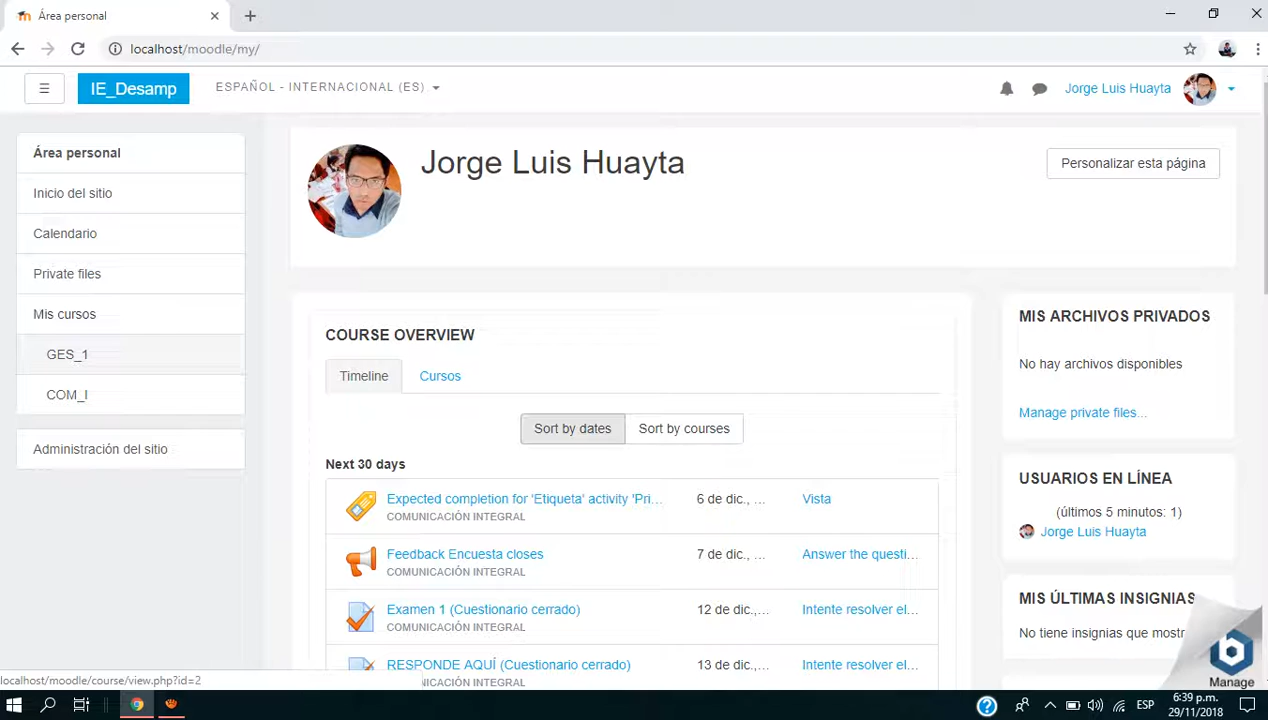 Área personal
localhost/moodle/my/
IE_Desamp
ESPAÑOL - INTERNACIONAL (ES)
Jorge Luis Huayta
Área personal
Inicio del sitio
Calendario
Private files
Mis cursos
GES_1
COM_I
Administración del sitio
Jorge Luis Huayta
Personalizar esta página
COURSE OVERVIEW
Timeline
Cursos
Sort by dates
Sort by courses
Next 30 days
Expected completion for 'Etiqueta' activity 'Pri...
COMUNICACIÓN INTEGRAL
6 de dic., ...
Vista
Feedback Encuesta closes
COMUNICACIÓN INTEGRAL
7 de dic., ...
Answer the questi...
Examen 1 (Cuestionario cerrado)
COMUNICACIÓN INTEGRAL
12 de dic.,...
Intente resolver el...
RESPONDE AQUÍ (Cuestionario cerrado)
INTEGRAL
13 de dic.,...
Intente resolver el...
MIS ARCHIVOS PRIVADOS
No hay archivos disponibles
Manage private files...
USUARIOS EN LÍNEA
(últimos 5 minutos: 1)
Jorge Luis Huayta
MIS ÚLTIMAS INSIGNIAS
No tiene insignias que
Manage
localhost/moodle/course/view.php?id=2
ESP
6:39 p.m.
29/11/2018